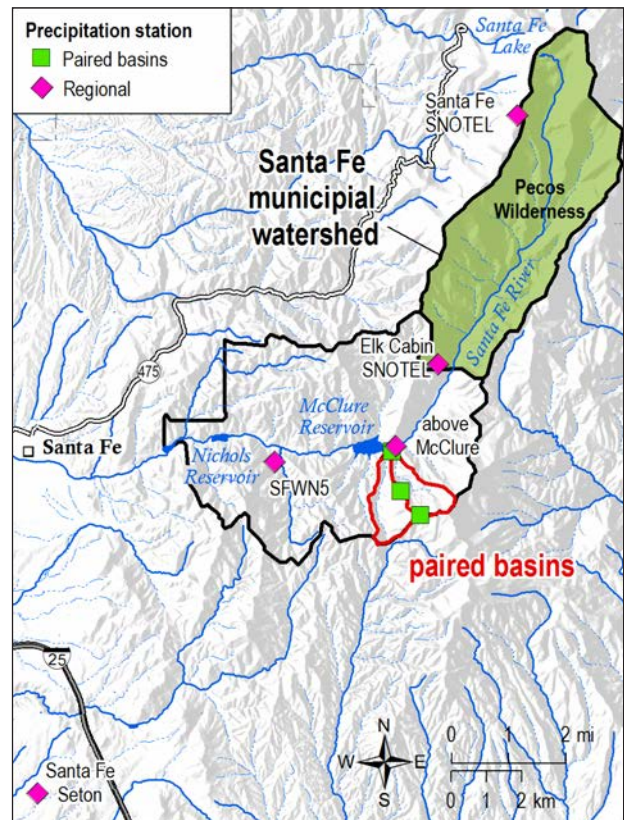 Precipitation station
Paired basins
Regional
Santa Fe
Lake
Santa Fe
SNOTEL
Santa Fe
municipial
watershed
Pecos
Wilderness
Santa Fe River
475
Elk Cabin
SNOTEL
McClure
Reservoir
above
McClure
Santa Fe
Nichols
Reservoir
SFWN5
paired basins
25
N
W E
S
0 1 2 mi
0 1 2 km
Santa Fe
Seton